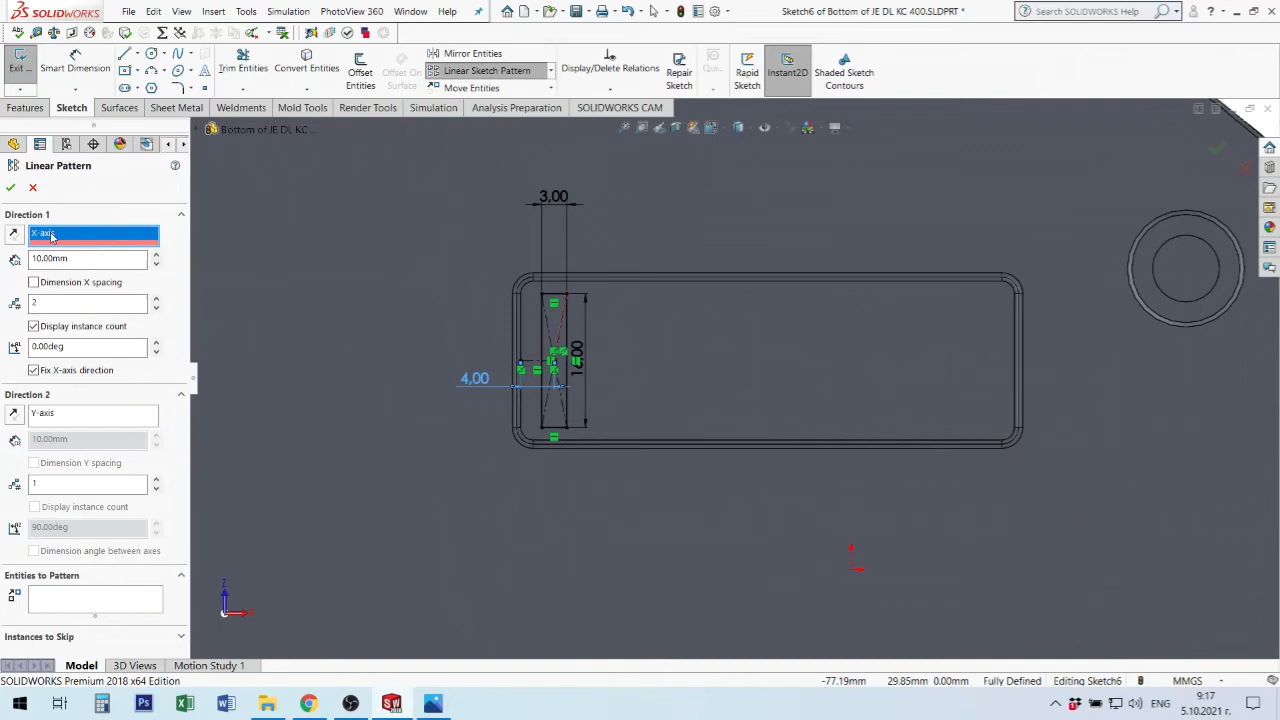 SOLIDWORKS File Edit View Insert Tools Simulation PhotoView 360 Window Help Sketch6 of Bottom of JE DL KC 400.SLDPRT * Search SOLIDWORKS Help
Exit ... Smart Dimension Trim Entities Convert Entities Offset Entities Offset On Surface Mirror Entities Linear Sketch Pattern Move Entities Display/Delete Relations Repair Sketch Qui... Rapid Sketch Instant2D Shaded Sketch Contours
Features Sketch Surfaces Sheet Metal Weldments Mold Tools Render Tools Simulation Analysis Preparation SOLIDWORKS CAM
Bottom of JE DL KC ...
Linear Pattern
Direction 1
X-axis
10.00mm
Dimension X spacing
2
Display instance count
0.00deg
Fix X-axis direction
Direction 2
Y-axis
10.00mm
Dimension Y spacing
1
Display instance count
90.00deg
Dimension angle between axes
Entities to Pattern
Instances to Skip
3,00
4,00
Z
Model 3D Views Motion Study 1
SOLIDWORKS Premium 2018 x64 Edition -77.19mm 29.85mm 0.00mm Fully Defined Editing Sketch6 MMGS
ENG 9:17
5.10.2021 г.